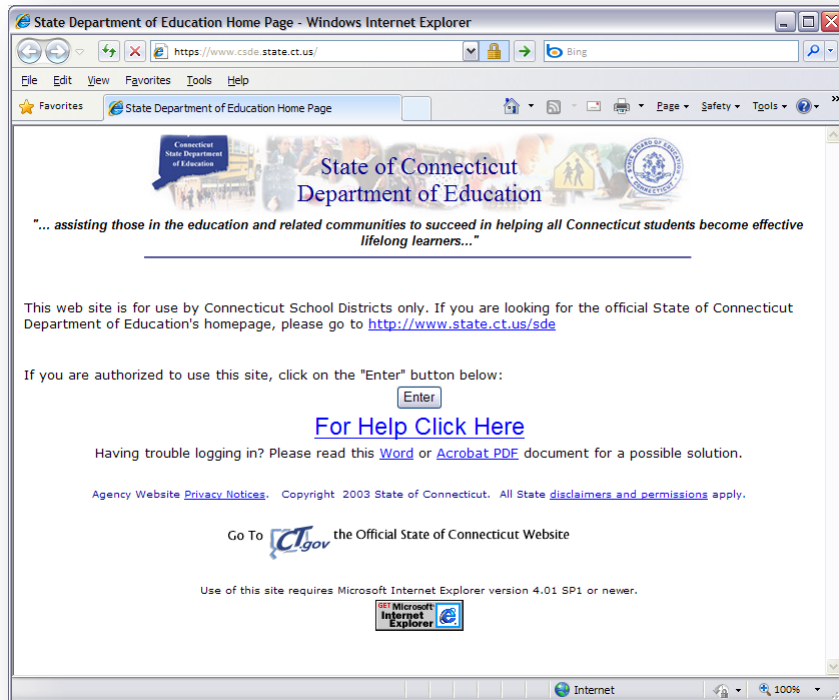 State Department of Education Home Page - Windows Internet Explorer
https://www.csde.state.ct.us/
Bing
File Edit View Favorites Tools Help
Favorites State Department of Education Home Page Page Safety Tools
Connecticut
State Department
of Education
State of Connecticut
Department of Education
"... assisting those in the education and related communities to succeed in helping all Connecticut students become effective
lifelong learners..."
This web site is for use by Connecticut School Districts only. If you are looking for the official State of Connecticut
Department of Education's homepage, please go to http://www.state.ct.us/sde
If you are authorized to use this site, click on the "Enter" button below:
Enter
For Help Click Here
Having trouble logging in? Please read this Word or Acrobat PDF document for a possible solution.
Agency Website Privacy Notices. Copyright 2003 State of Connecticut. All State disclaimers and permissions apply.
Go To CT.gov the Official State of Connecticut Website
Use of this site requires Microsoft Internet Explorer version 4.01 SP1 or newer.
GET Microsoft
Internet
Explorer
Internet 100%